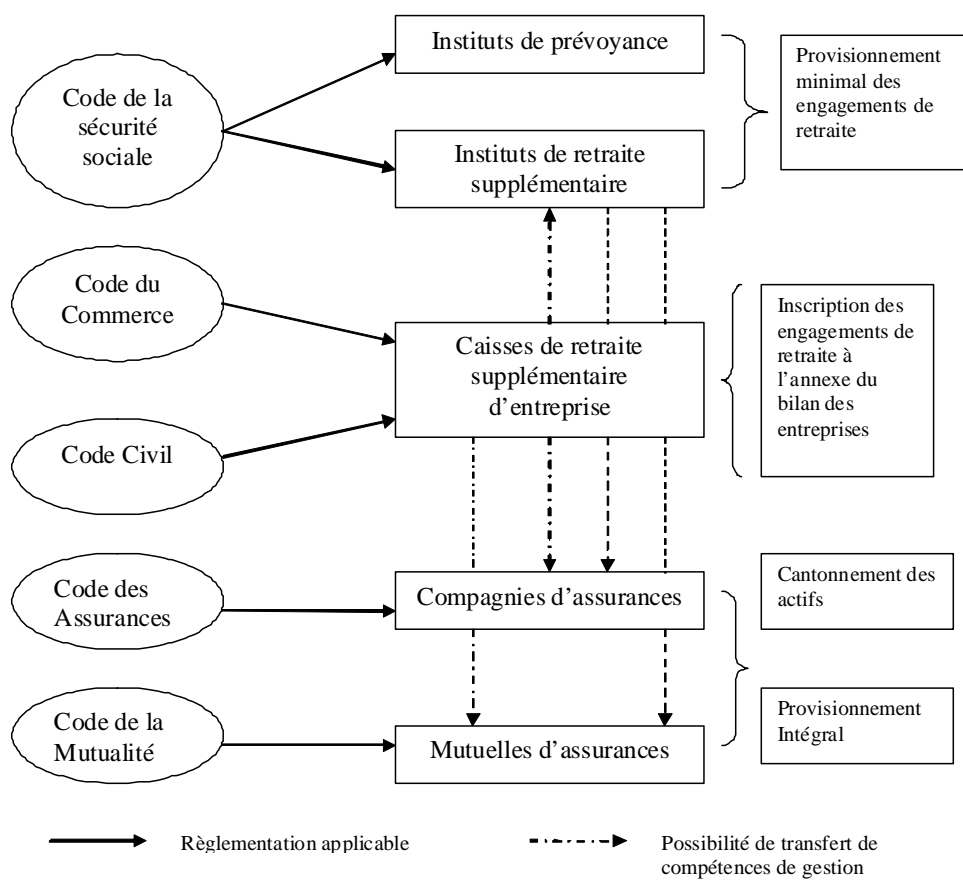 Instituts de prévoyance
Provisionnement
minimal des
engagements de
retraite
Code de la
sécurité
sociale
Instituts de retraite
supplémentaire
Code du
Commerce
Caisses de retraite
supplémentaire
d’entreprise
Inscription des
engagements de
retraite à
l’annexe du
bilan des
entreprises
Code Civil
Code des
Assurances
Compagnies d’assurances
Cantonnement des
actifs
Code de la
Mutualité
Mutuelles d’assurances
Provisionnement
Intégral
Règlementation applicable
Possibilité de transfert de
compétences de gestion